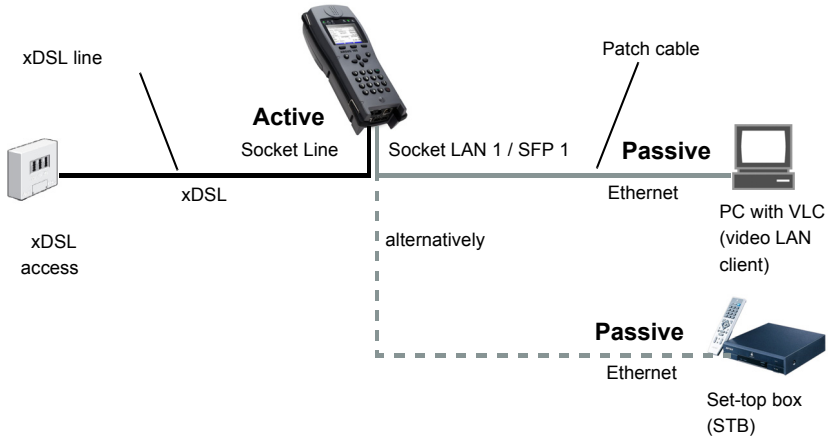 xDSL line
Patch cable
Active
Socket Line
Socket LAN 1 / SFP 1
Passive
xDSL
Ethernet
xDSL
access
PC with VLC
(video LAN
client)
alternatively
Passive
Ethernet
Set-top box
(STB)